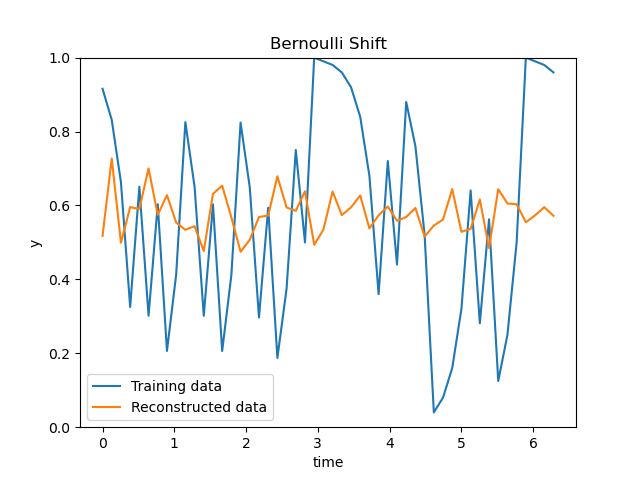 Bernoulli Shift
1.0
0.8
0.6
0.4
0.2
0.0
y
Training data
Reconstructed data
0 1 2 3 4 5 6
time